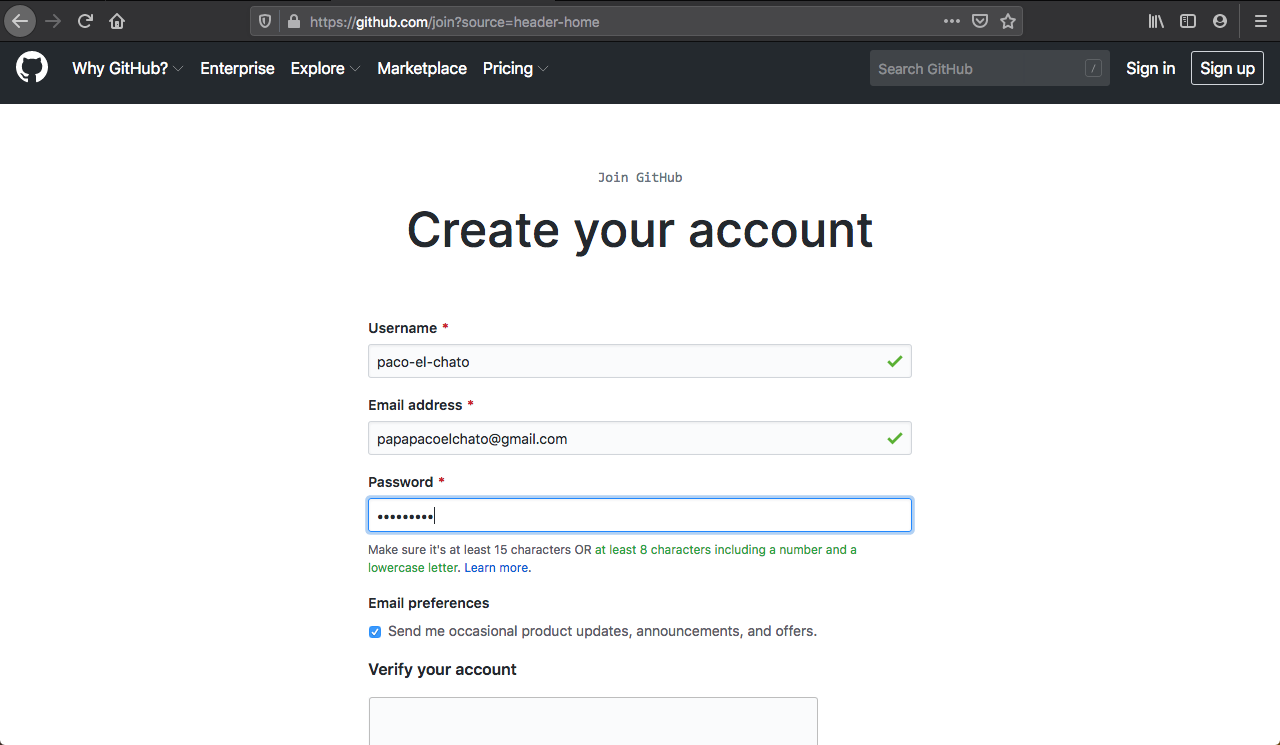 https://github.com/join?source=header-home
Why GitHub? Enterprise Explore Marketplace Pricing Search GitHub / Sign in Sign up
Join GitHub
Create your account
Username *
paco-el-chato
Email address *
papapacoelchato@gmail.com
Password *
•••••••••
Make sure it's at least 15 characters OR at least 8 characters including a number and a
lowercase letter. Learn more.
Email preferences
Send me occasional product updates, announcements, and offers.
Verify your account